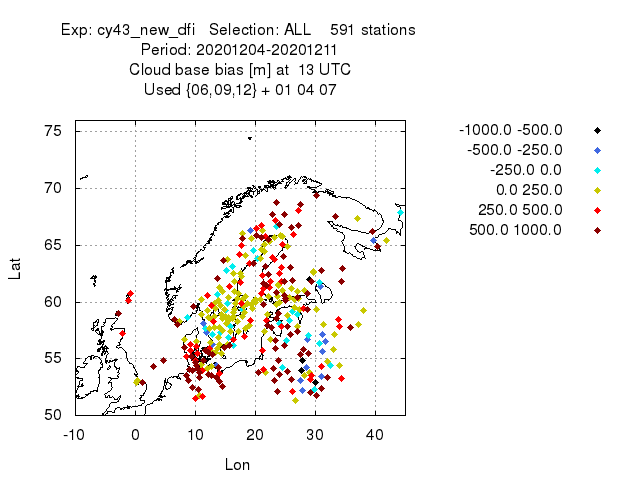 Exp: cy43_new_dfi   Selection: ALL    591 stations
Period: 20201204-20201211
Cloud base bias [m] at  13 UTC
Used {06,09,12} + 01 04 07
-1000.0 -500.0
-500.0 -250.0
-250.0 0.0
0.0 250.0
250.0 500.0
500.0 1000.0
75
70
65
60
55
50
Lat
-10 0 10 20 30 40
Lon